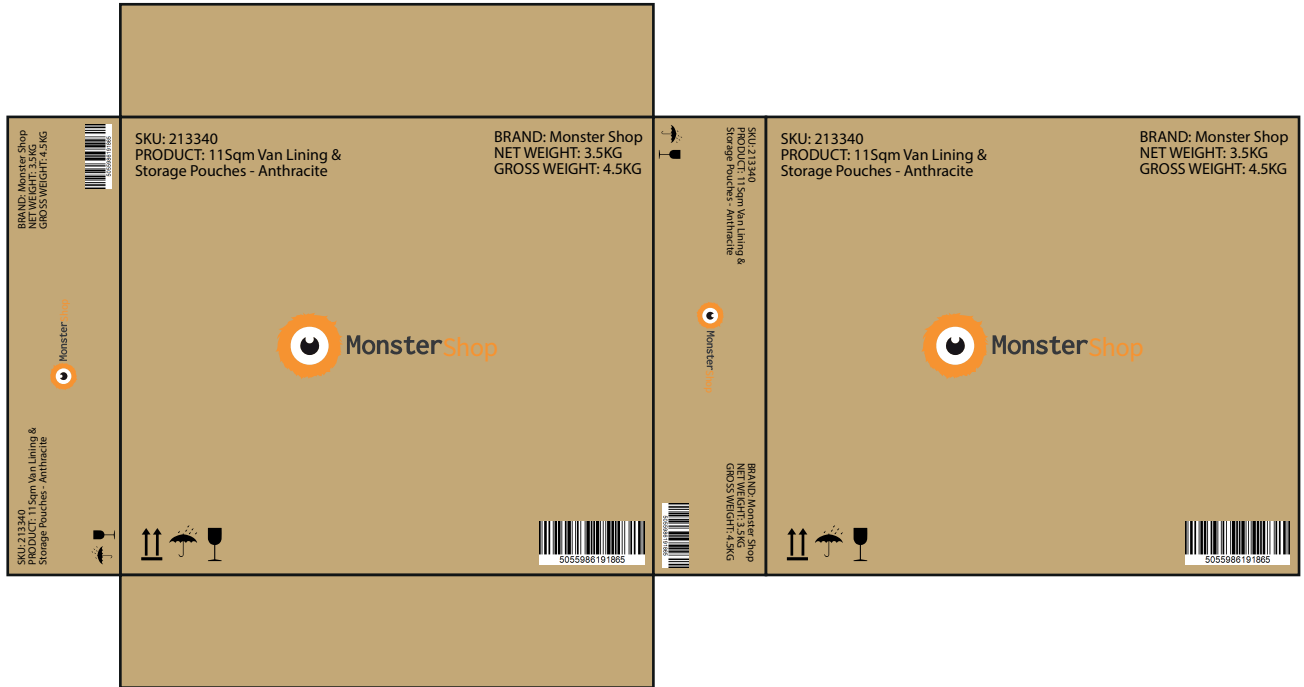 BRAND: Monster Shop
NET WEIGHT: 3.5KG
GROSS WEIGHT: 4.5KG
5055986191865
MonsterShop
SKU: 213340
PRODUCT: 11Sqm Van Lining &
Storage Pouches - Anthracite
SKU: 213340
PRODUCT: 11Sqm Van Lining &
Storage Pouches - Anthracite
BRAND: Monster Shop
NET WEIGHT: 3.5KG
GROSS WEIGHT: 4.5KG
MonsterShop
5055986191865
SKU: 213340
PRODUCT: 11Sqm Van Lining &
Storage Pouches - Anthracite
MonsterShop
BRAND: Monster Shop
NET WEIGHT: 3.5KG
GROSS WEIGHT: 4.5KG
5055986191865
SKU: 213340
PRODUCT: 11Sqm Van Lining &
Storage Pouches - Anthracite
BRAND: Monster Shop
NET WEIGHT: 3.5KG
GROSS WEIGHT: 4.5KG
MonsterShop
5055986191865